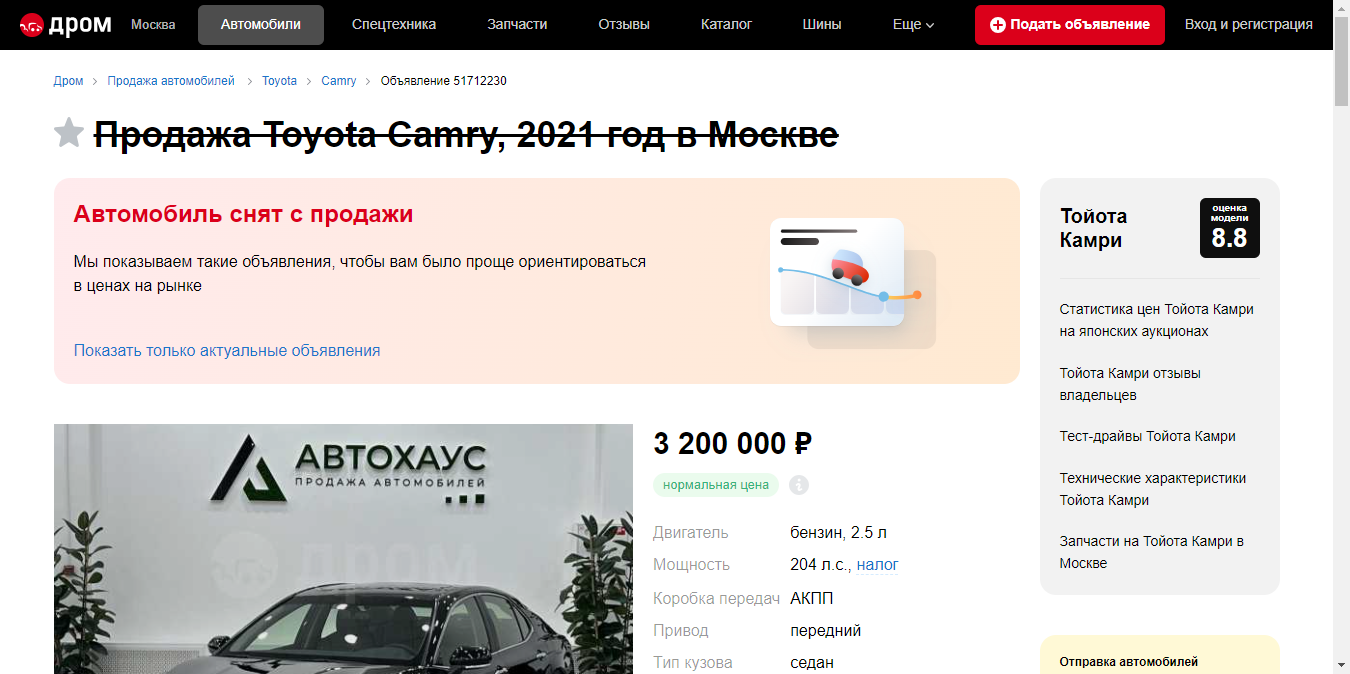 дром Москва Автомобили Спецтехника Запчасти Отзывы Каталог Шины Еще Подать объявление Вход и регистрация
Дром > Продажа автомобилей > Toyota > Camry > Объявление 51712230
Продажа Toyota Camry, 2021 год в Москве
Автомобиль снят с продажи
Мы показываем такие объявления, чтобы вам было проще ориентироваться
в ценах на рынке
Показать только актуальные объявления
Тойота
Камри
оценка
модели
8.8
Статистика цен Тойота Камри
на японских аукционах
Тойота Камри отзывы
владельцев
Тест-драйвы Тойота Камри
Технические характеристики
Тойота Камри
Запчасти на Тойота Камри в
Москве
Отправка автомобилей
АВТОХАУС
ПРОДАЖА АВТОМОБИЛЕЙ
дром
3 200 000 ₽
нормальная цена
Двигатель бензин, 2.5 л
Мощность 204 л.с., налог
Коробка передач АКПП
Привод передний
Тип кузова седан